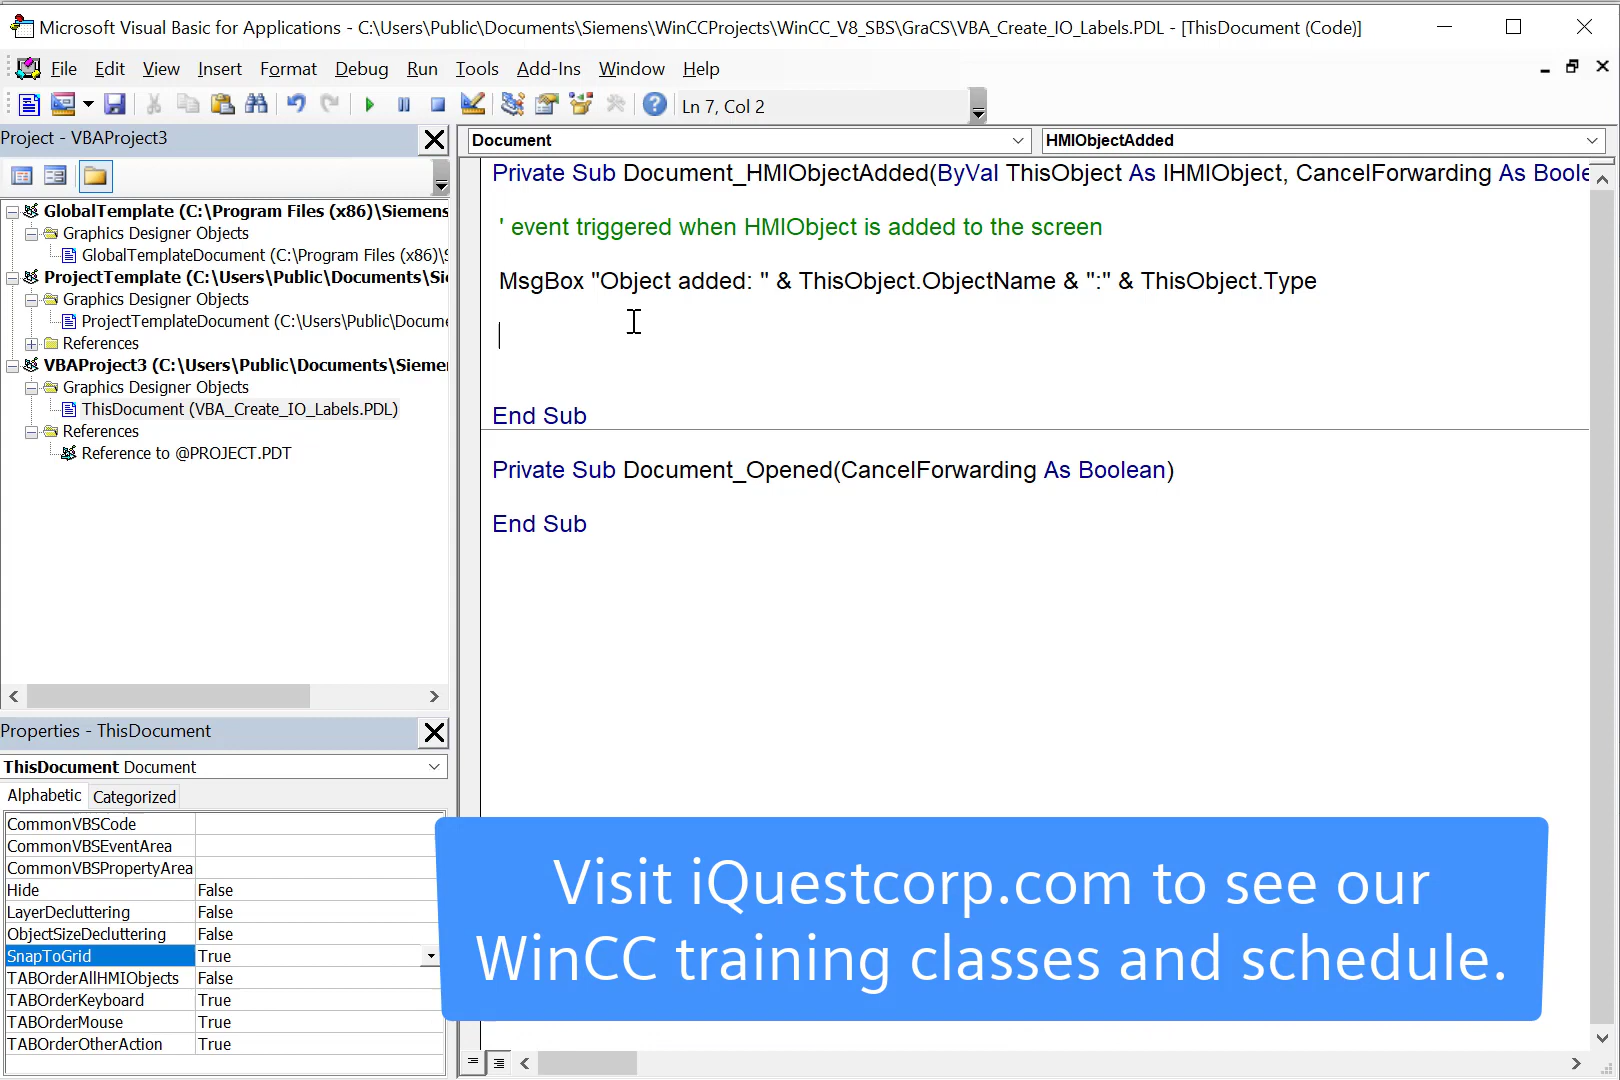 Microsoft Visual Basic for Applications - C:\Users\Public\Documents\Siemens\WinCCProjects\WinCC_V8_SBS\GraCS\VBA_Create_IO_Labels.PDL - [ThisDocument (Code)]
File Edit View Insert Format Debug Run Tools Add-Ins Window Help
Ln 7, Col 2
Project - VBAProject3
GlobalTemplate (C:\Program Files (x86)\Siemens
Graphics Designer Objects
GlobalTemplateDocument (C:\Program Files (x86)\S
ProjectTemplate (C:\Users\Public\Documents\Sie
Graphics Designer Objects
ProjectTemplateDocument (C:\Users\Public\Docume
References
VBAProject3 (C:\Users\Public\Documents\Sieme
Graphics Designer Objects
ThisDocument (VBA_Create_IO_Labels.PDL)
References
Reference to @PROJECT.PDT
Properties - ThisDocument
ThisDocument Document
Alphabetic Categorized
CommonVBSCode
CommonVBSEventArea
CommonVBSPropertyArea
Hide False
LayerDecluttering False
ObjectSizeDecluttering False
SnapToGrid True
TABOrderAllHMIObjects False
TABOrderKeyboard True
TABOrderMouse True
TABOrderOtherAction True
Document HMIObjectAdded
Private Sub Document_HMIObjectAdded(ByVal ThisObject As IHMIObject, CancelForwarding As Boole
' event triggered when HMIObject is added to the screen
MsgBox "Object added: " & ThisObject.ObjectName & ":" & ThisObject.Type
End Sub
Private Sub Document_Opened(CancelForwarding As Boolean)
End Sub
Visit iQuestcorp.com to see our
WinCC training classes and schedule.